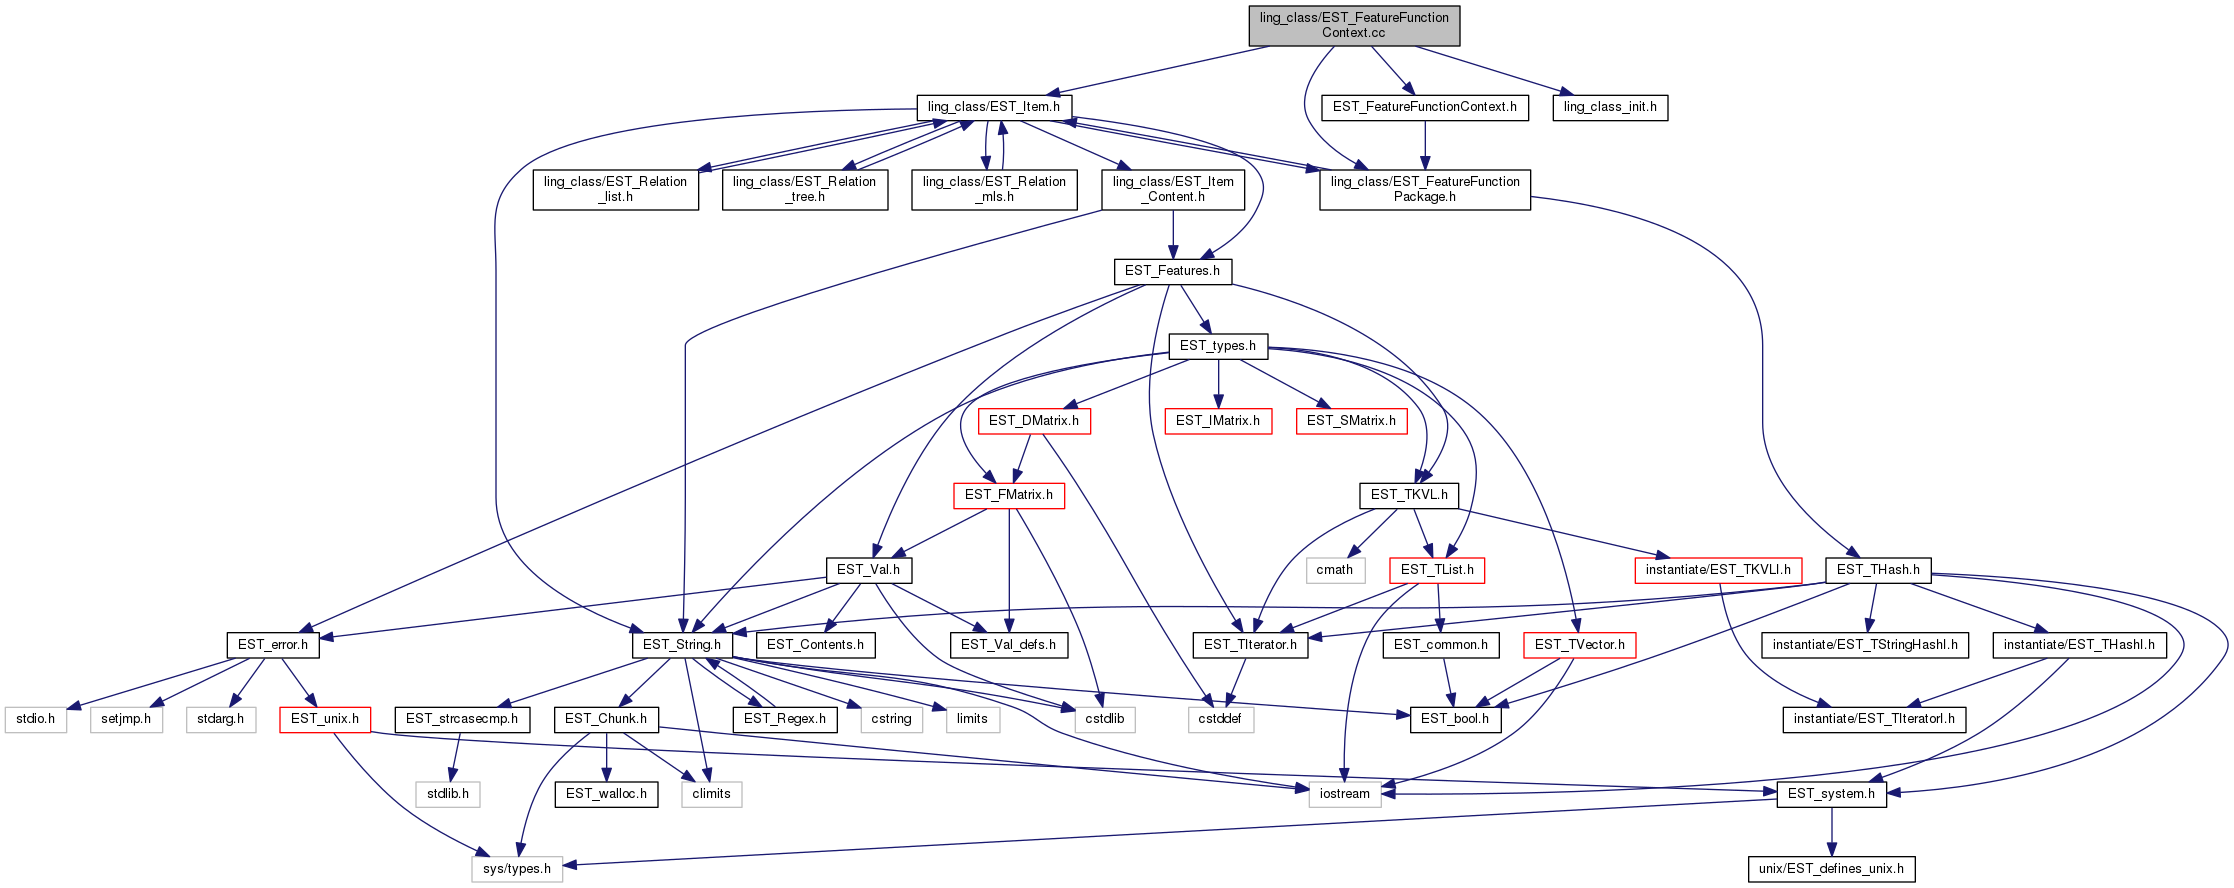 ling_class/EST_FeatureFunction
Context.cc
ling_class/EST_Item.h
EST_FeatureFunctionContext.h
ling_class_init.h
ling_class/EST_Relation
_list.h
ling_class/EST_Relation
_tree.h
ling_class/EST_Relation
_mls.h
ling_class/EST_Item
_Content.h
ling_class/EST_FeatureFunction
Package.h
EST_Features.h
EST_types.h
EST_DMatrix.h
EST_IMatrix.h
EST_SMatrix.h
EST_FMatrix.h
EST_TKVL.h
EST_Val.h
cmath
EST_TList.h
instantiate/EST_TKVLI.h
EST_THash.h
EST_error.h
EST_String.h
EST_Contents.h
EST_Val_defs.h
EST_TIterator.h
EST_common.h
EST_TVector.h
instantiate/EST_TStringHashI.h
instantiate/EST_THashI.h
stdio.h
setjmp.h
stdarg.h
EST_unix.h
EST_strcasecmp.h
EST_Chunk.h
EST_Regex.h
cstring
limits
cstdlib
cstddef
EST_bool.h
instantiate/EST_TIteratorI.h
stdlib.h
EST_walloc.h
climits
iostream
EST_system.h
sys/types.h
unix/EST_defines_unix.h